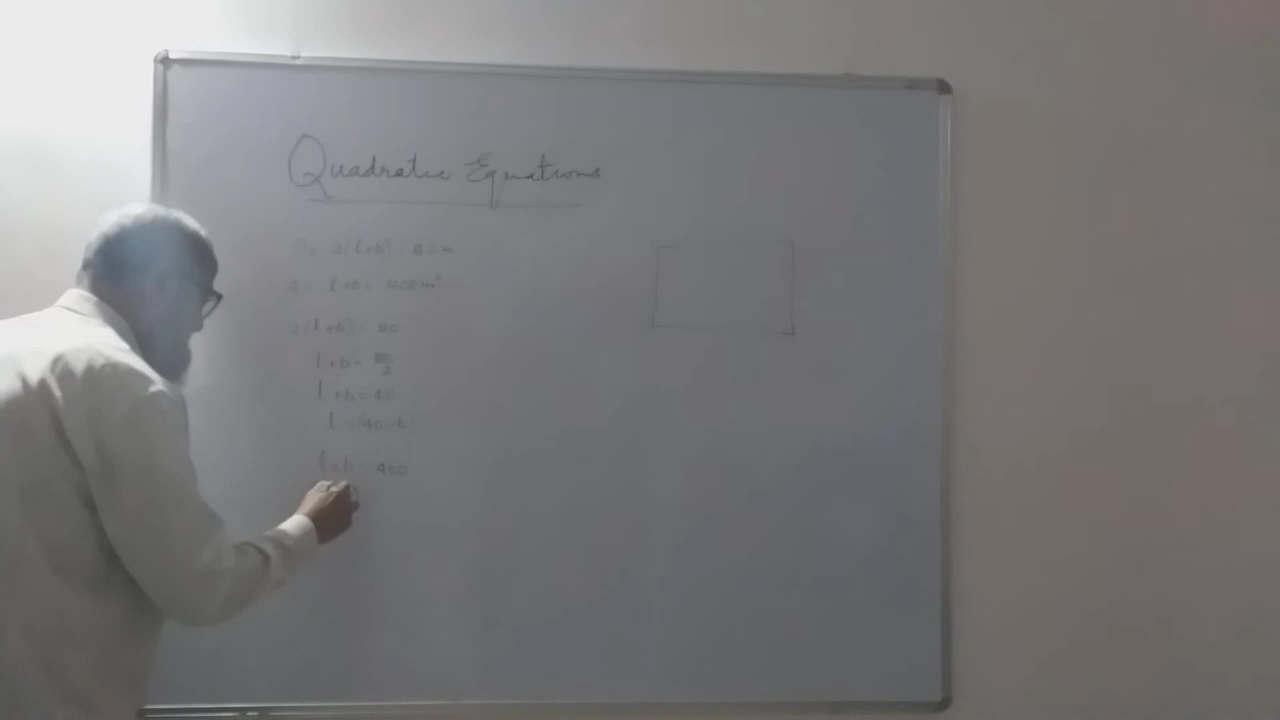 Quadratic Equations
P= 2(l+b) = 80 m
A= l×b = 400 m²
2(l+b) = 80
l+b = 80/2
l+b = 40
l = (40-b)
l×b = 400